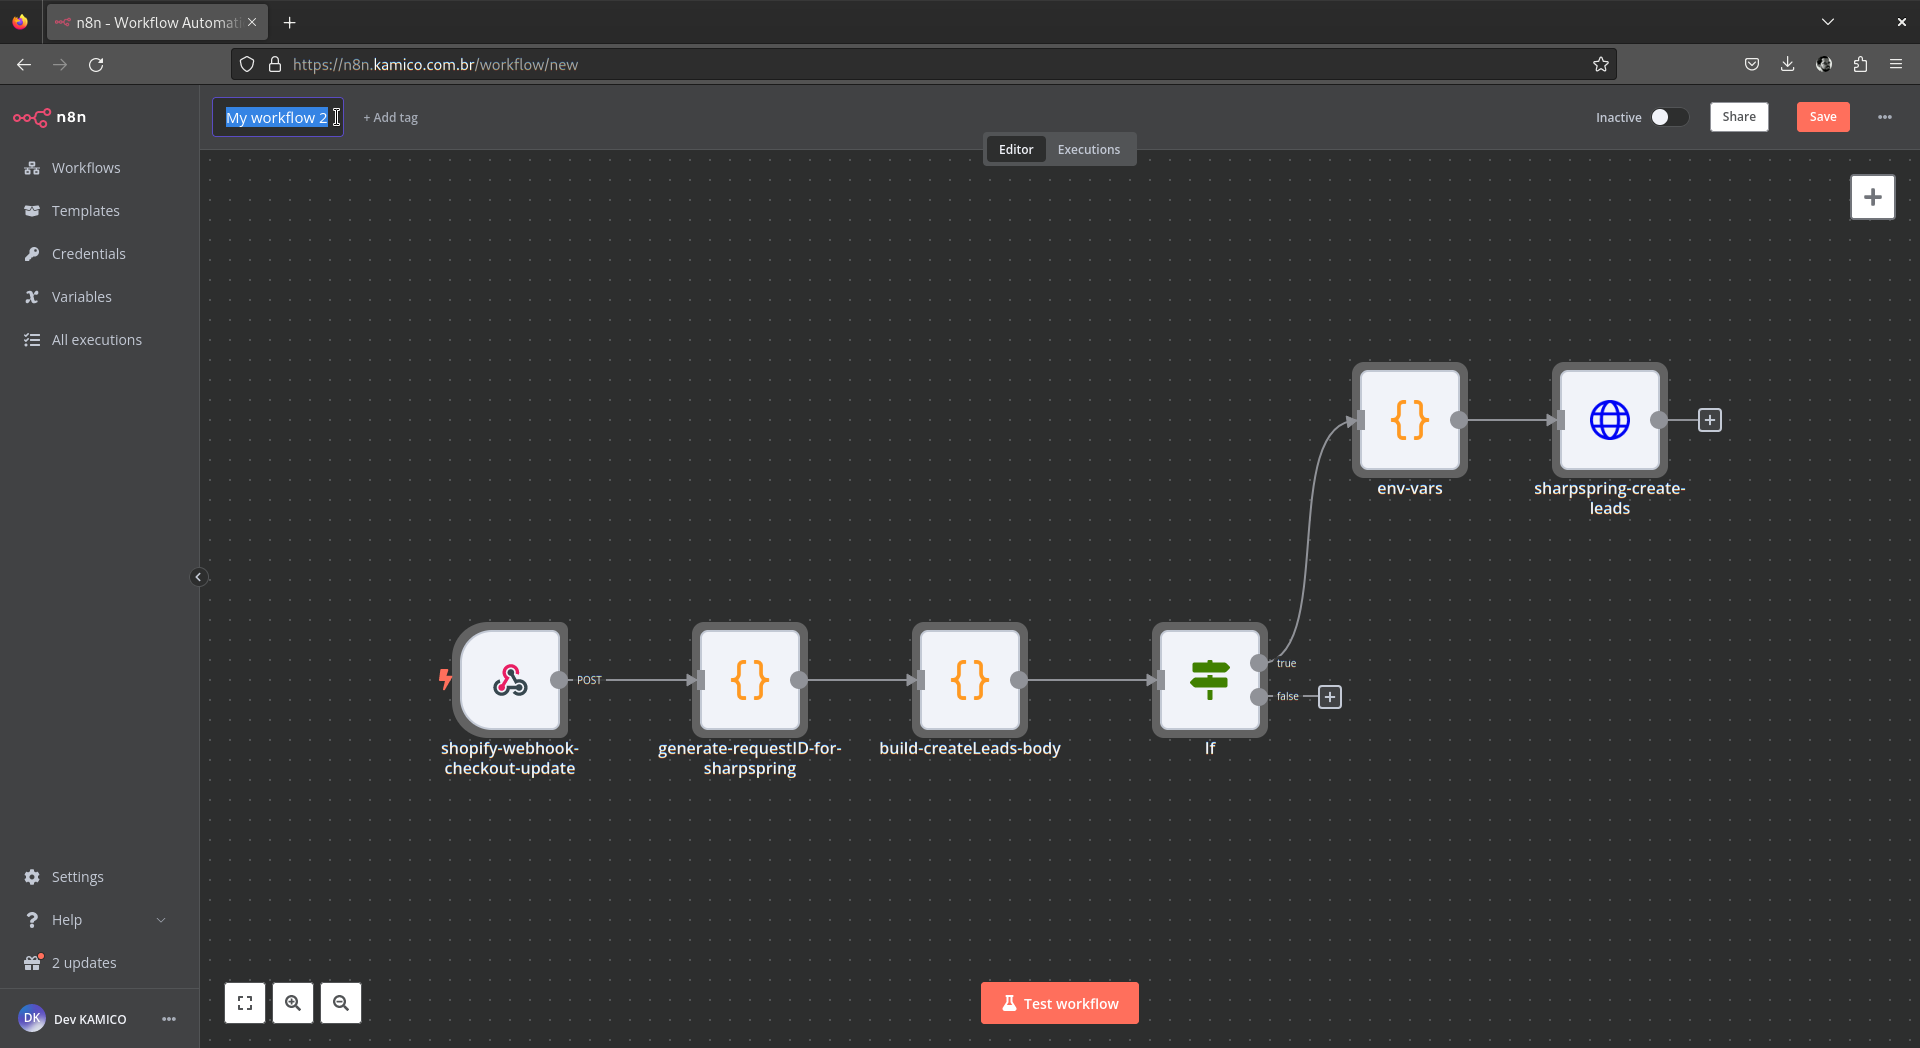 n8n - Workflow Automati
https://n8n.kamico.com.br/workflow/new
n8n
My workflow 2
+ Add tag
Inactive
Share
Save
Editor
Executions
Workflows
Templates
Credentials
Variables
All executions
env-vars
sharpspring-create-
leads
POST
true
false
shopify-webhook-
checkout-update
generate-requestID-for-
sharpspring
build-createLeads-body
If
Settings
Help
2 updates
DK
Dev KAMICO
Test workflow